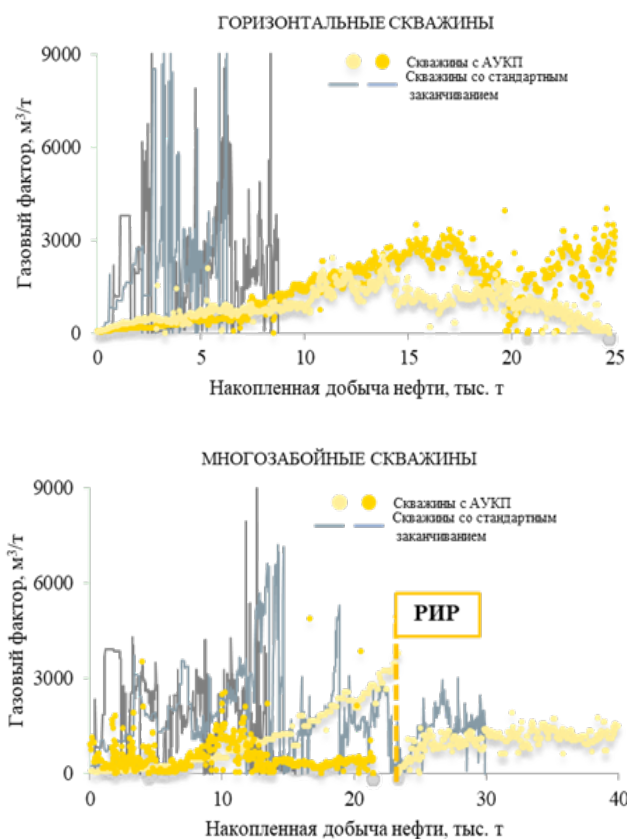 ГОРИЗОНТАЛЬНЫЕ СКВАЖИНЫ
9000
Скважины с АУКП
Скважины со стандартным
заканчиванием
6000
3000
0
Газовый фактор, м³/т
0 5 10 15 20 25
Накопленная добыча нефти, тыс. т
МНОГОЗАБОЙНЫЕ СКВАЖИНЫ
9000
Скважины с АУКП
Скважины со стандартным
заканчиванием
6000
РИР
3000
0
Газовый фактор, м³/т
0 10 20 30 40
Накопленная добыча нефти, тыс. т